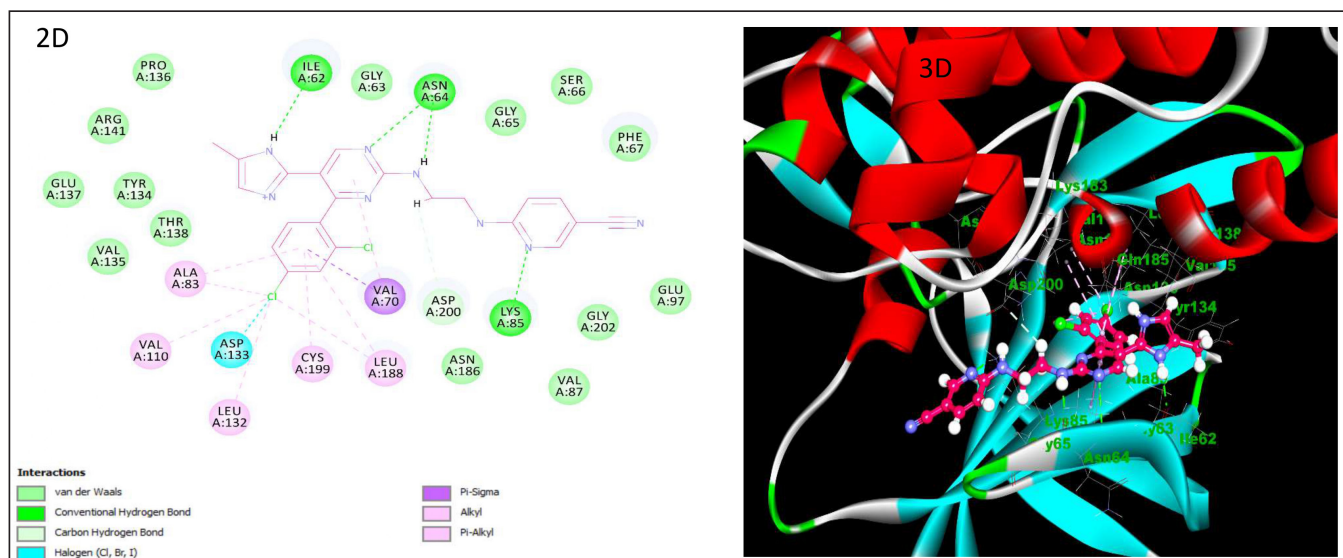 2D
PRO
A:136
ILE
A:62
GLY
A:63
ASN
A:64
SER
A:66
ARG
A:141
GLY
A:65
PHE
A:67
H
N
N
H
N
N
N+
N
H
N
N
N
GLU
A:137
TYR
A:134
THR
A:138
VAL
A:135
Cl
ALA
A:83
Cl
VAL
A:70
ASP
A:200
LYS
A:85
GLY
A:202
GLU
A:97
VAL
A:110
ASP
A:133
CYS
A:199
LEU
A:188
ASN
A:186
VAL
A:87
LEU
A:132
Interactions
van der Waals
Conventional Hydrogen Bond
Carbon Hydrogen Bond
Halogen (Cl, Br, I)
Pi-Sigma
Alkyl
Pi-Alkyl
3D
Lys183
Gln185
Asp200
Lys85
Asn64